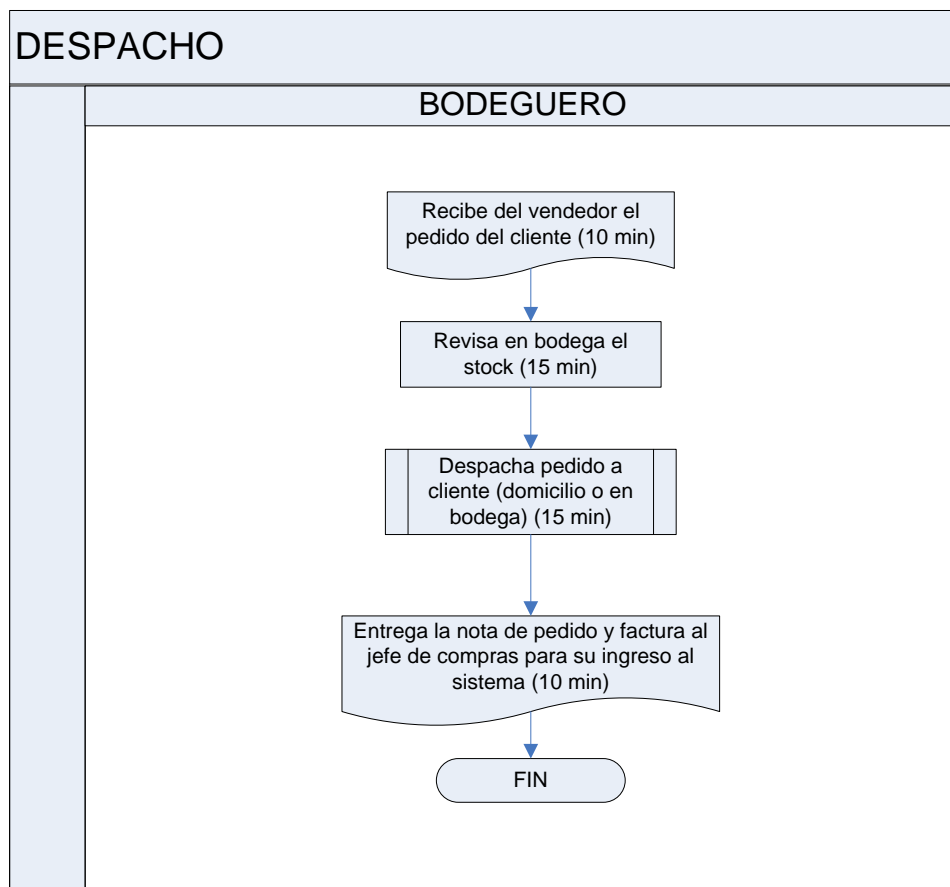 DESPACHO
BODEGUERO
Recibe del vendedor el
pedido del cliente (10 min)
Revisa en bodega el
stock (15 min)
Despacha pedido a
cliente (domicilio o en
bodega) (15 min)
Entrega la nota de pedido y factura al
jefe de compras para su ingreso al
sistema (10 min)
FIN